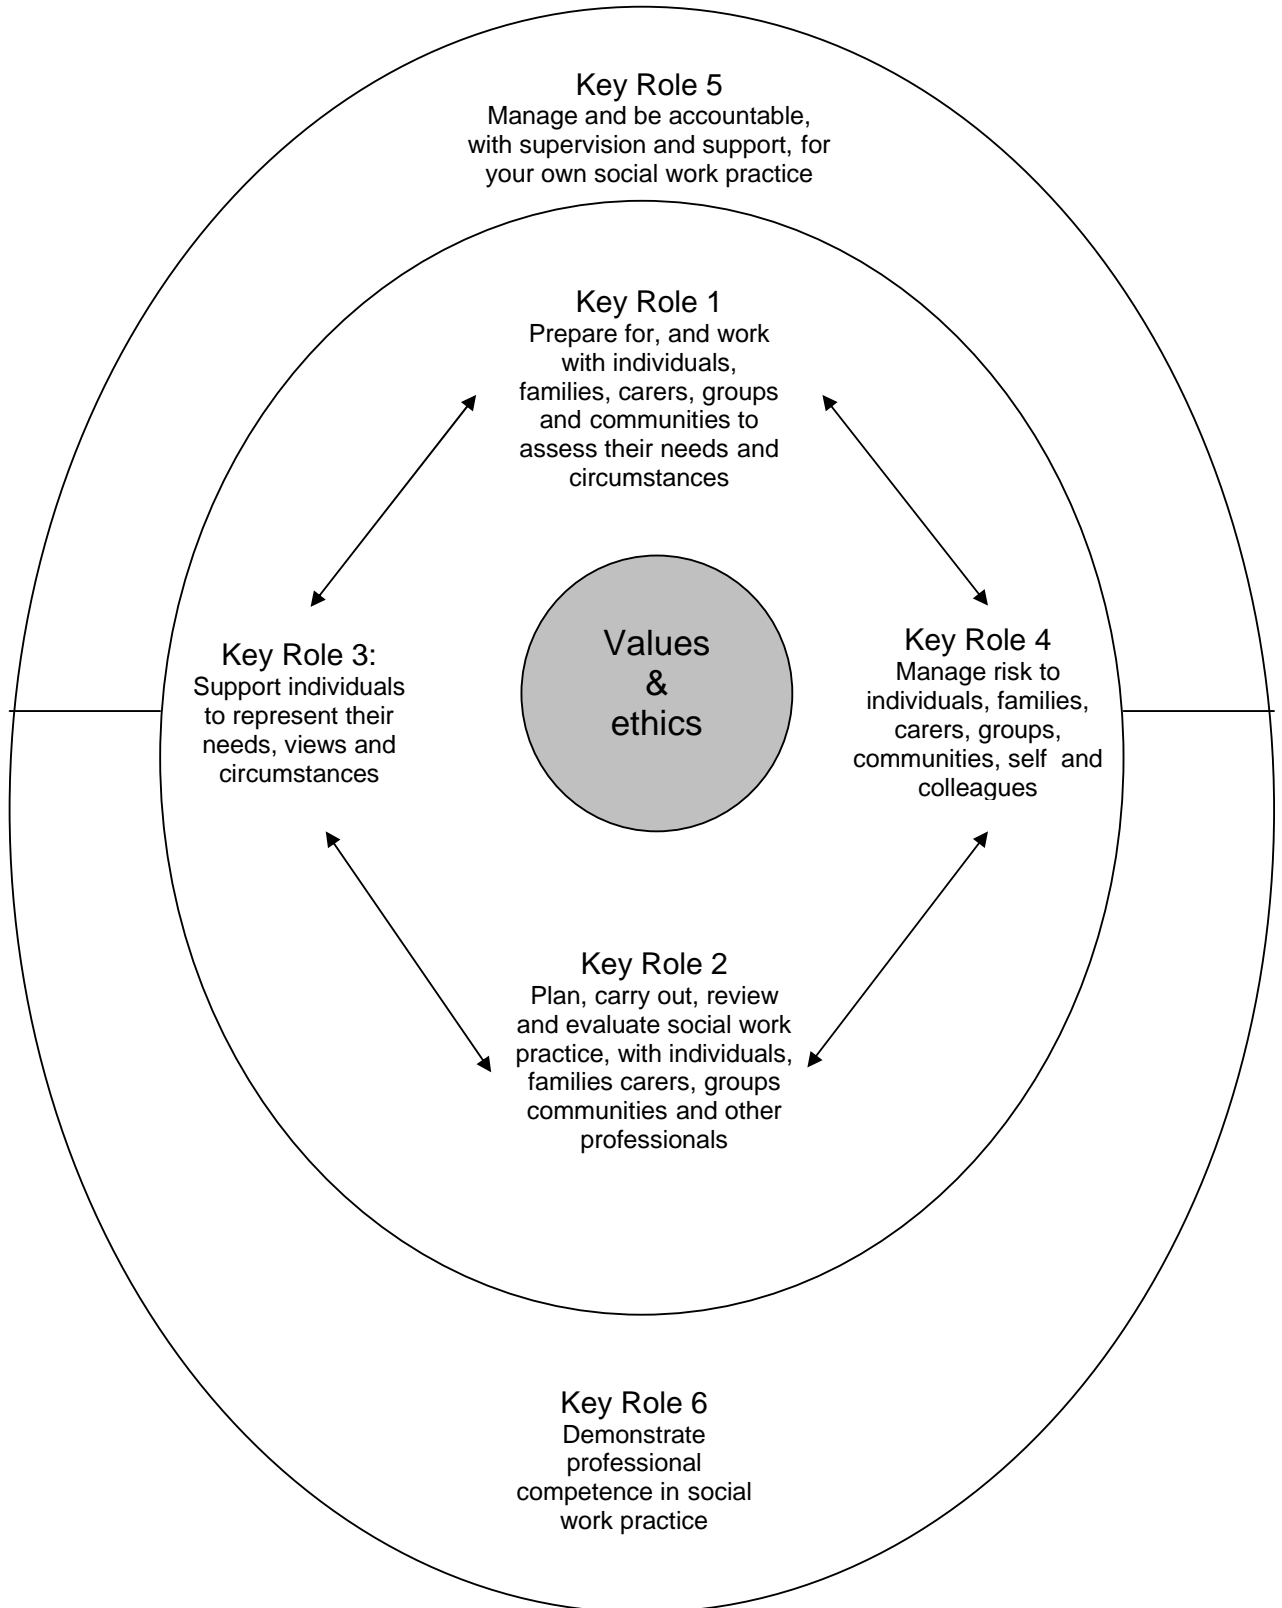 Key Role 5
Manage and be accountable,
with supervision and support, for
your own social work practice
Key Role 1
Prepare for, and work
with individuals,
families, carers, groups
and communities to
assess their needs and
circumstances
Key Role 3:
Support individuals
to represent their
needs, views and
circumstances
Values
&
ethics
Key Role 4
Manage risk to
individuals, families,
carers, groups,
communities, self and
colleagues
Key Role 2
Plan, carry out, review
and evaluate social work
practice, with individuals,
families carers, groups
communities and other
professionals
Key Role 6
Demonstrate
professional
competence in social
work practice